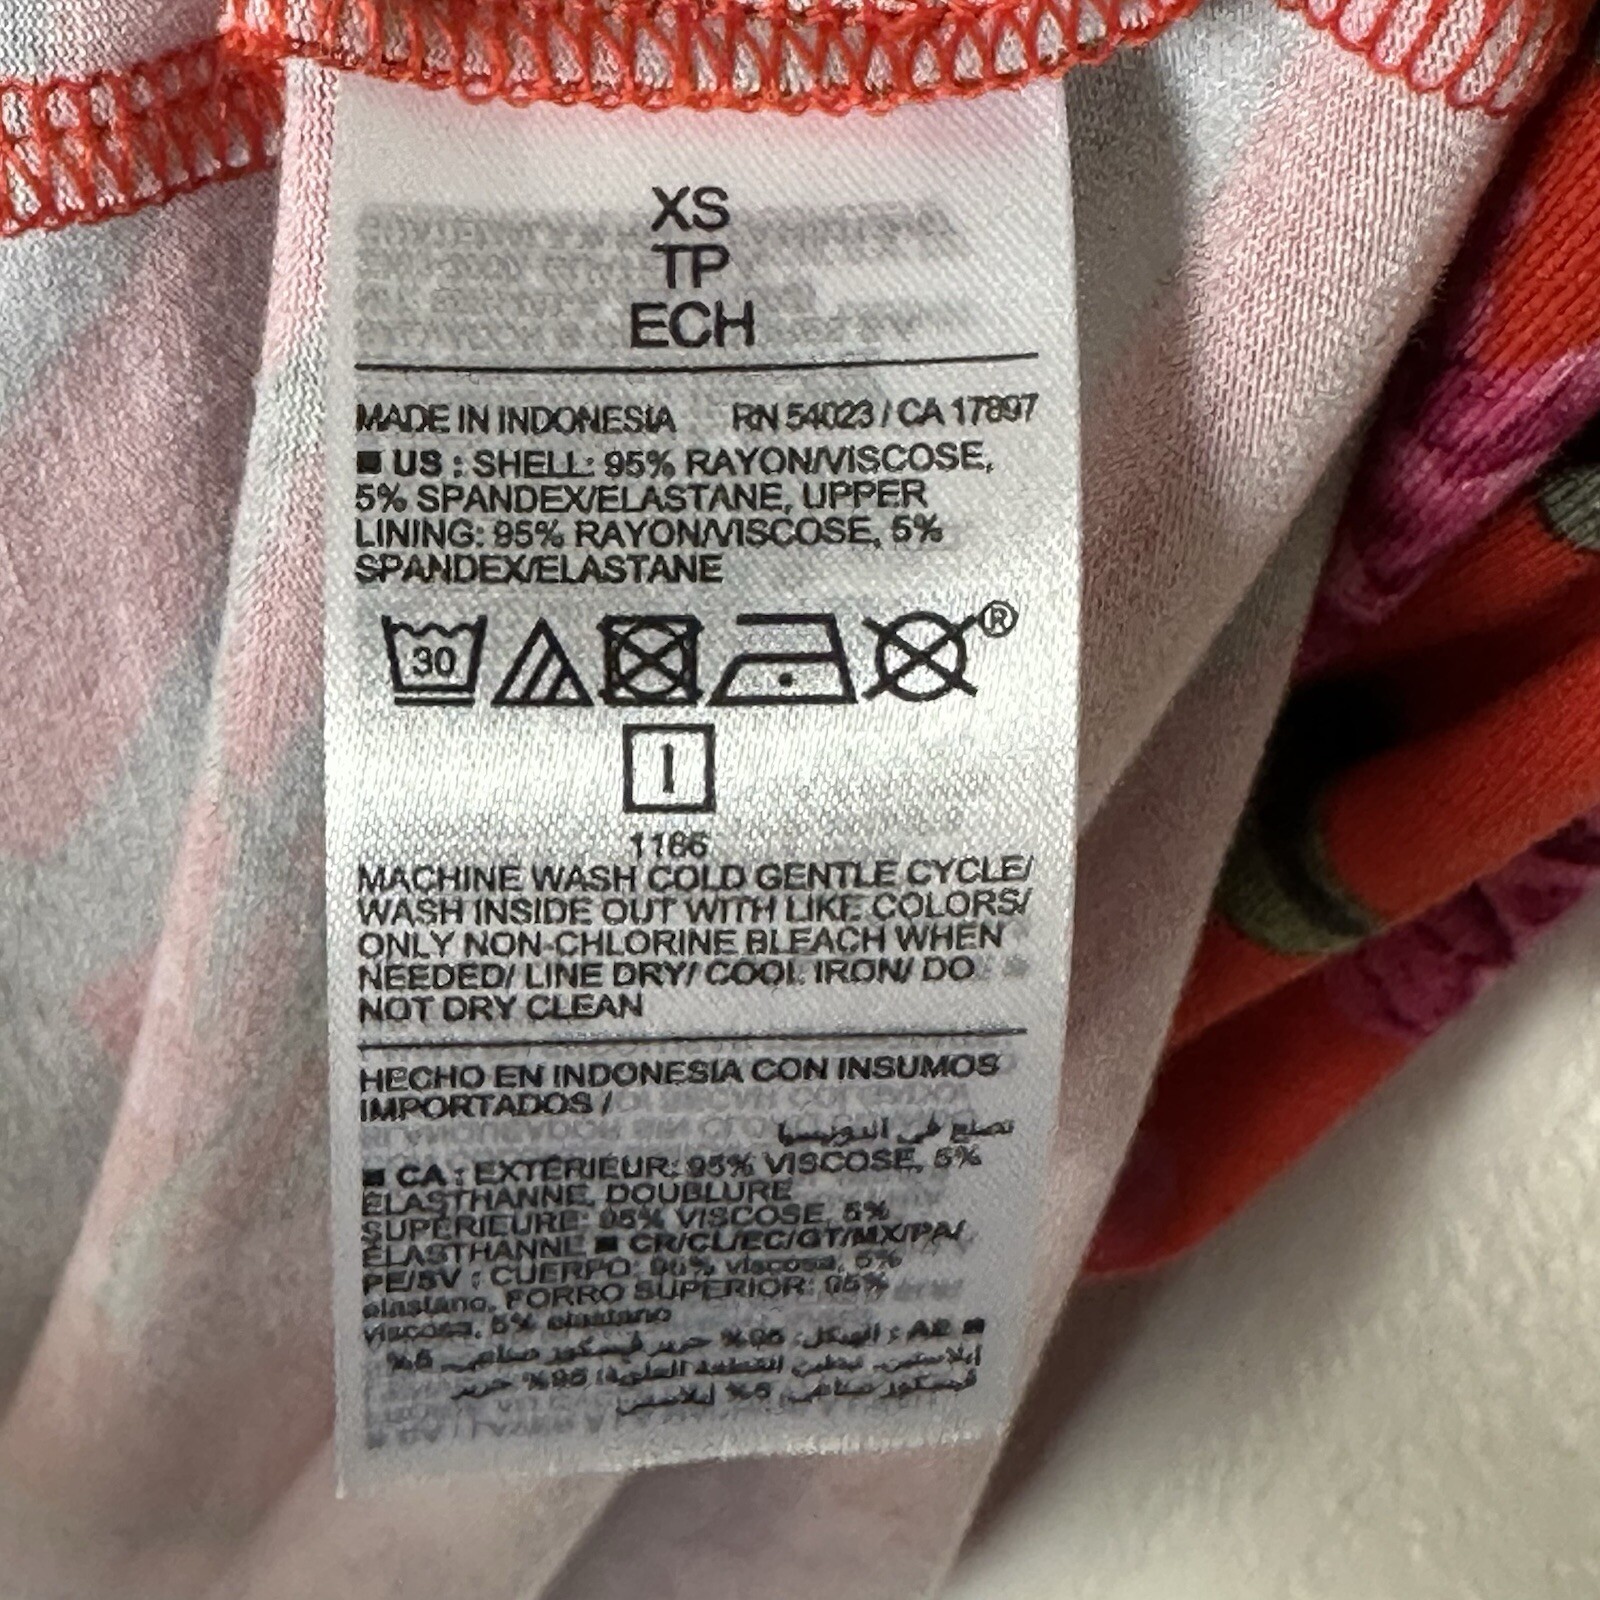 XS
TP
ECH
MADE IN INDONESIA RN 54023 / CA 17897
■ US : SHELL: 95% RAYON/VISCOSE,
5% SPANDEX/ELASTANE, UPPER
LINING: 95% RAYON/VISCOSE, 5%
SPANDEX/ELASTANE
30
®
I
1166
MACHINE WASH COLD GENTLE CYCLE/
WASH INSIDE OUT WITH LIKE COLORS/
ONLY NON-CHLORINE BLEACH WHEN
NEEDED/ LINE DRY/ COOL IRON/ DO
NOT DRY CLEAN
HECHO EN INDONESIA CON INSUMOS
IMPORTADOS /
■ CA : EXTÉRIEUR: 95% VISCOSE, 5%
ÉLASTHANNE, DOUBLURE
SUPÉRIEURE: 95% VISCOSE, 5%
ÉLASTHANNE ■ CR/CL/EC/GT/MX/PA/
PE/SV : CUERPO: 95% viscosa, 5%
elastano, FORRO SUPERIOR: 95%
viscosa, 5% elastano